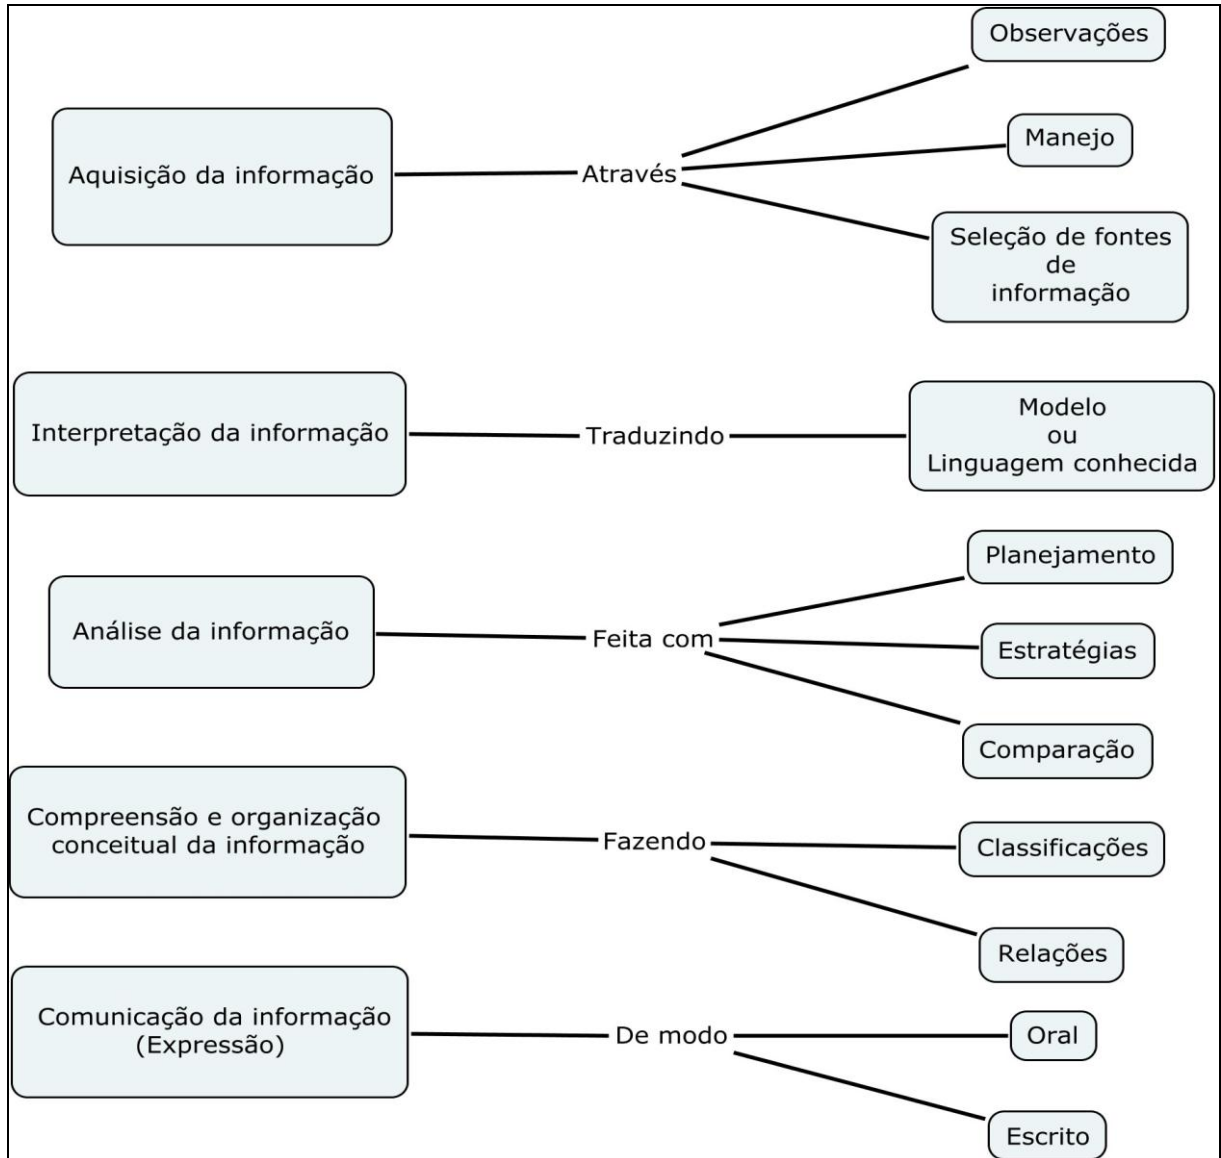 Observações
Manejo
Aquisição da informação
Através
Seleção de fontes
de
informação
Interpretação da informação
Traduzindo
Modelo
ou
Linguagem conhecida
Planejamento
Análise da informação
Feita com
Estratégias
Comparação
Compreensão e organização
conceitual da informação
Fazendo
Classificações
Relações
Comunicação da informação
(Expressão)
De modo
Oral
Escrito